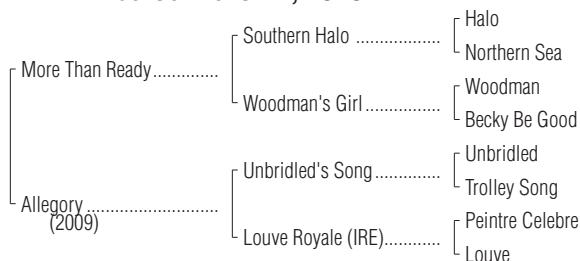 Halo
Southern Halo ..................
Northern Sea
More Than Ready..............
Woodman
Woodman's Girl ................
Becky Be Good
Unbridled
Unbridled's Song..............
Trolley Song
Allegory ............................
(2009)
Peintre Celebre
Louve Royale (IRE)............
Louve